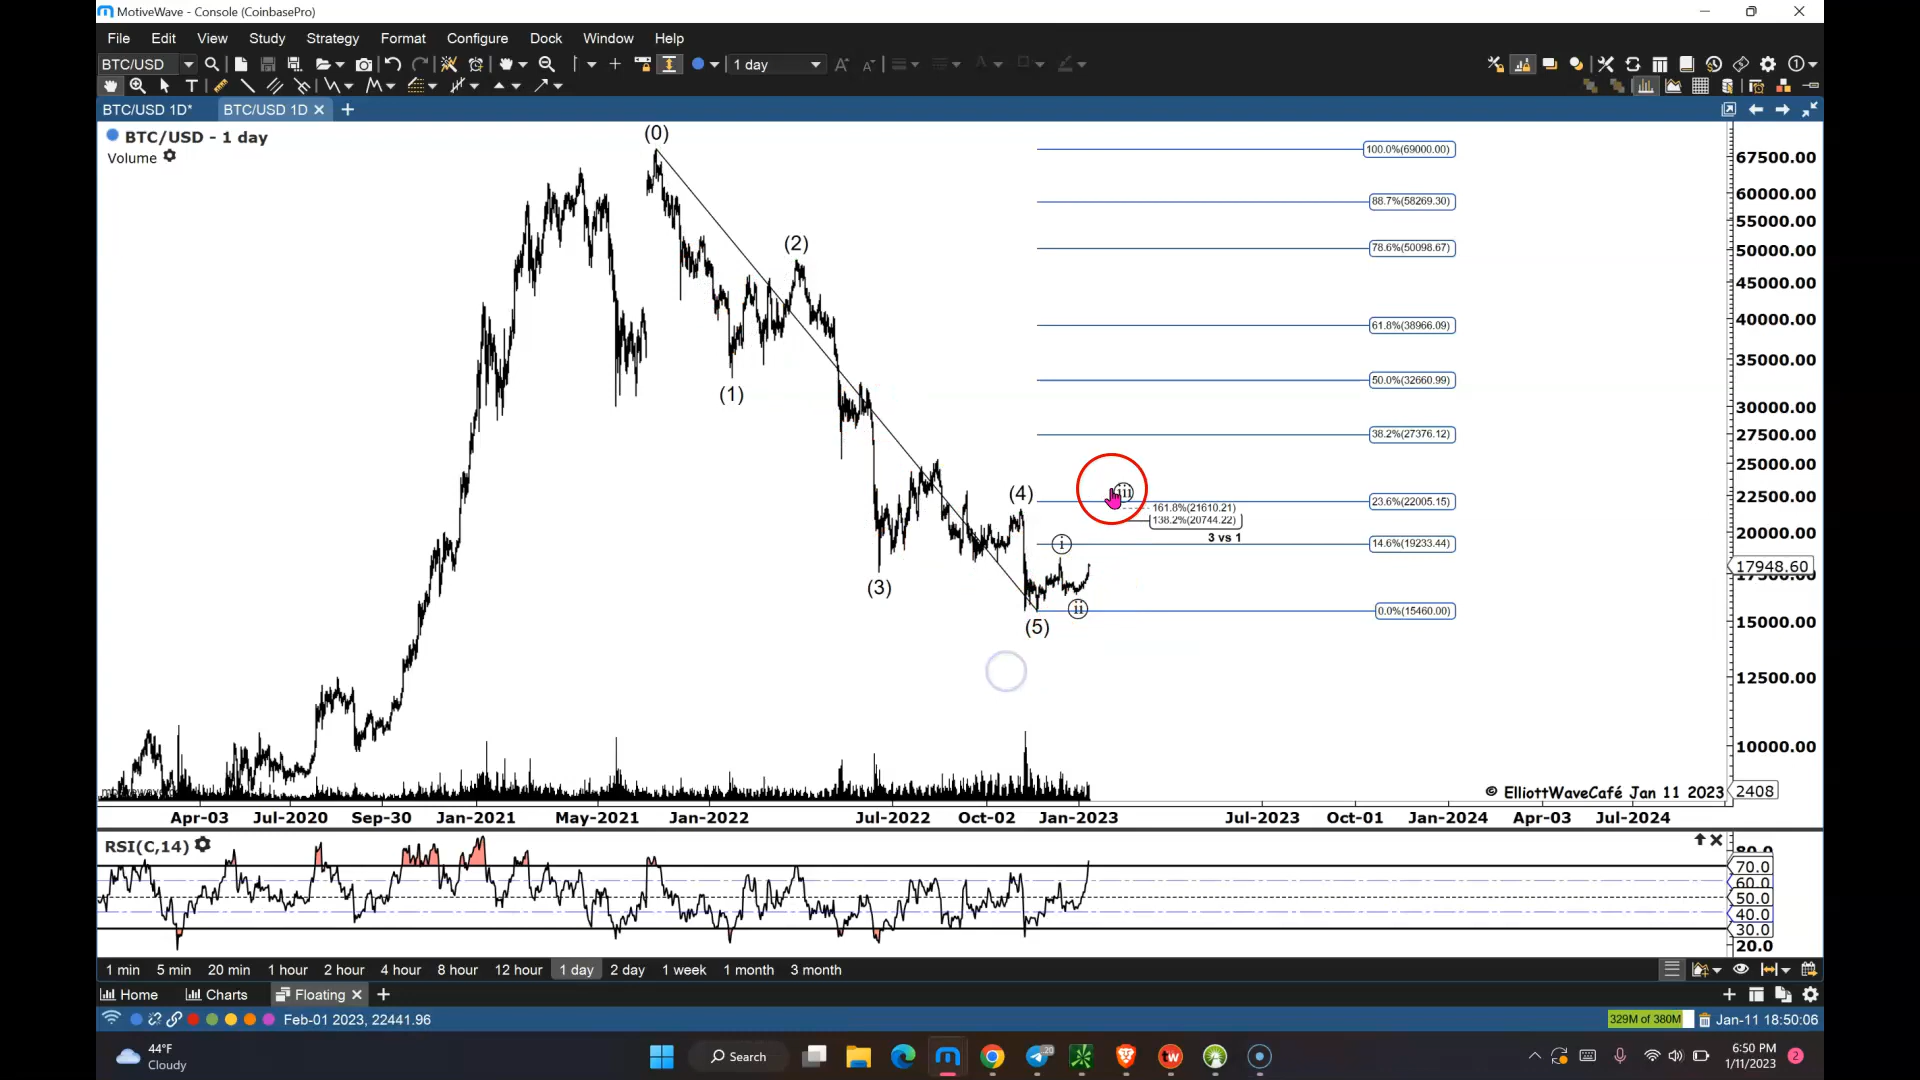 MotiveWave - Console (CoinbasePro)
File Edit View Study Strategy Format Configure Dock Window Help
BTC/USD 1 day
BTC/USD 1D* BTC/USD 1D
BTC/USD - 1 day
Volume
(0)
(1)
(2)
(3)
(4)
(5)
i
ii
iii
161.8%(21610.21)
138.2%(20744.22)
3 vs 1
100.0%(69000.00)
88.7%(58269.30)
78.6%(50098.67)
61.8%(38966.09)
50.0%(32660.99)
38.2%(27376.12)
23.6%(22005.15)
14.6%(19233.44)
0.0%(15460.00)
67500.00
60000.00
55000.00
50000.00
45000.00
40000.00
35000.00
30000.00
27500.00
25000.00
22500.00
20000.00
17948.60
17500.00
15000.00
12500.00
10000.00
2408
© ElliottWaveCafé Jan 11 2023
Apr-03 Jul-2020 Sep-30 Jan-2021 May-2021 Jan-2022 Jul-2022 Oct-02 Jan-2023 Jul-2023 Oct-01 Jan-2024 Apr-03 Jul-2024
RSI(C,14)
80.0
70.0
60.0
50.0
40.0
30.0
20.0
1 min 5 min 20 min 1 hour 2 hour 4 hour 8 hour 12 hour 1 day 2 day 1 week 1 month 3 month
Home Charts Floating
Feb-01 2023, 22441.96 329M of 380M Jan-11 18:50:06
44°F
Cloudy
Search
20
6:50 PM
1/11/2023
2